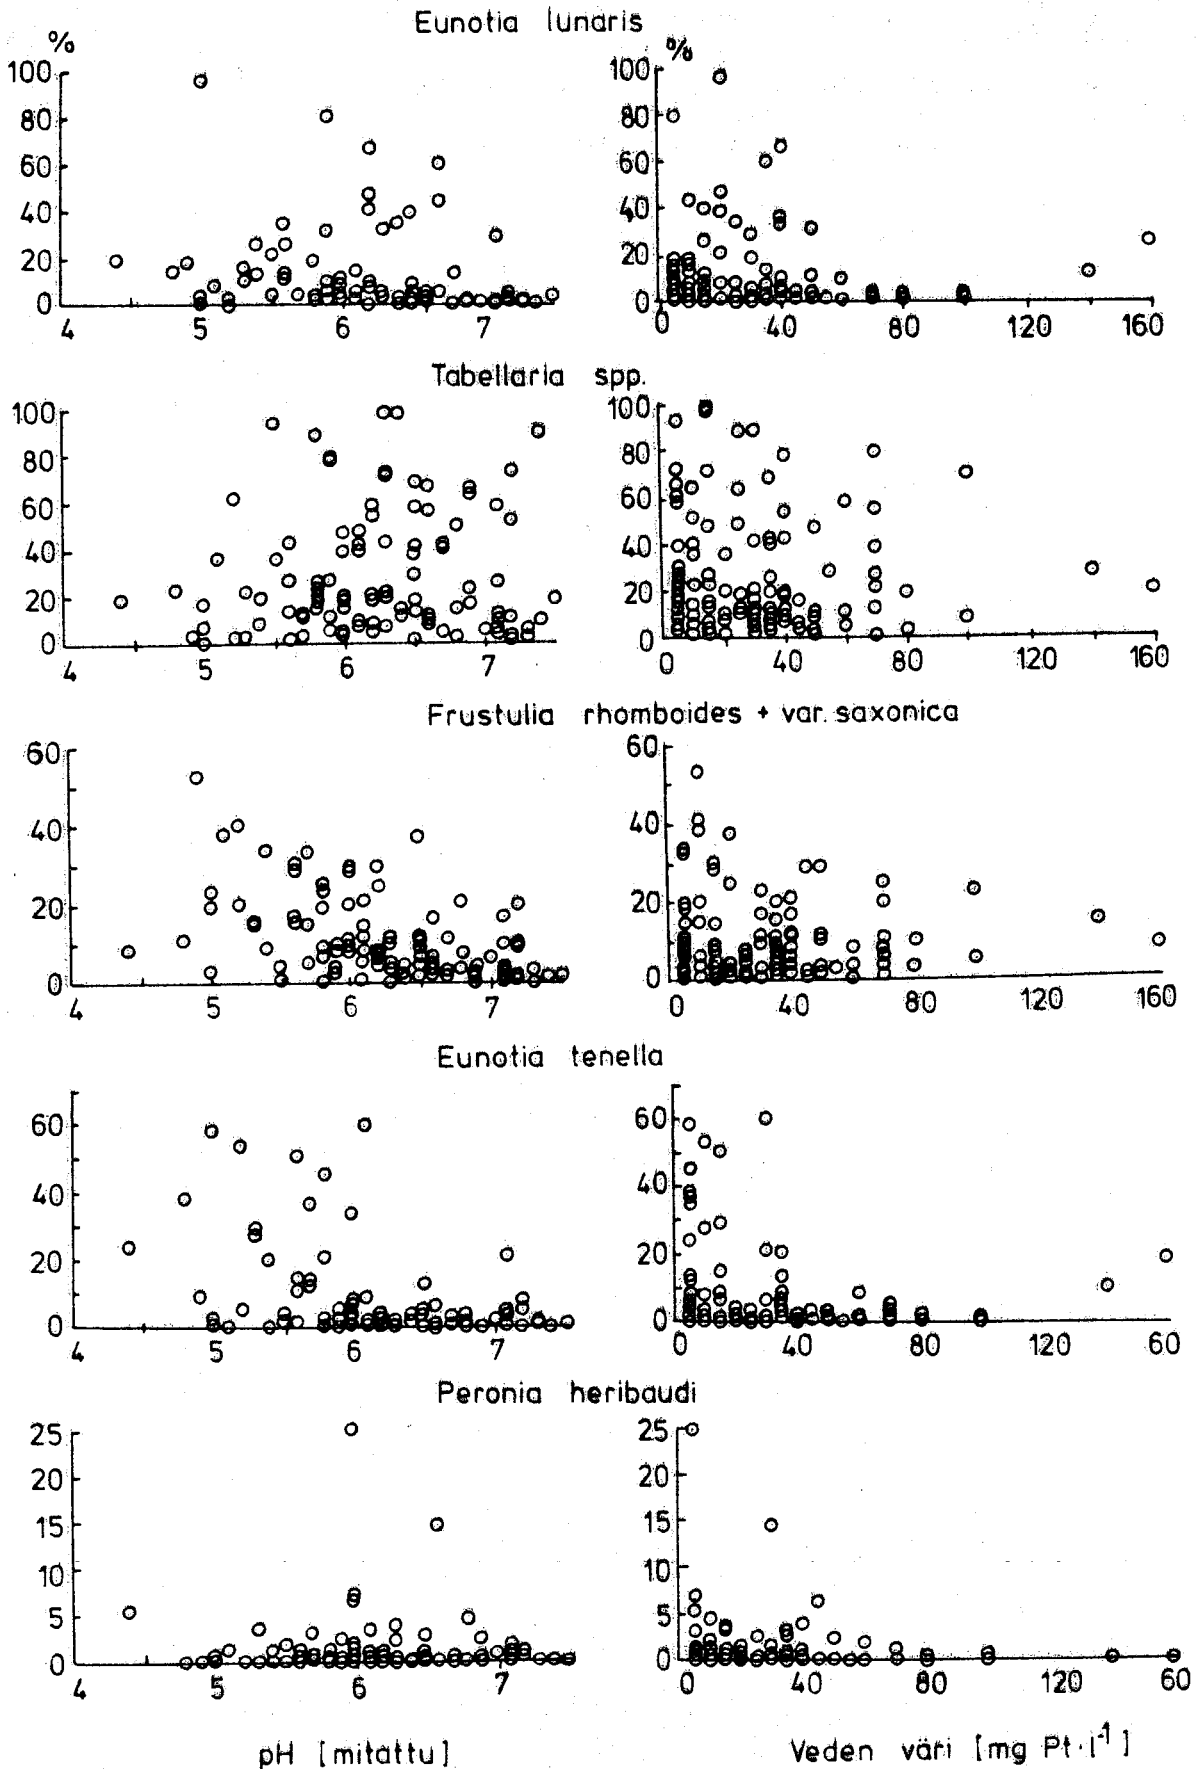 Eunotia lunaris
% %
100 100
80 80
60 60
40 40
20 20
0 0
4 5 6 7 0 40 80 120 160
Tabellaria spp.
100 100
80 80
60 60
40 40
20 20
0 0
4 5 6 7 0 40 80 120 160
Frustulia rhomboides + var. saxonica
60 60
40 40
20 20
0 0
4 5 6 7 0 40 80 120 160
Eunotia tenella
60 60
40 40
20 20
0 0
4 5 6 7 0 40 80 120 60
Peronia heribaudi
25 25
20 20
15 15
10 10
5 5
0 0
4 5 6 7 0 40 80 120 60
pH [mitattu] Veden väri [mg Pt·l⁻¹]